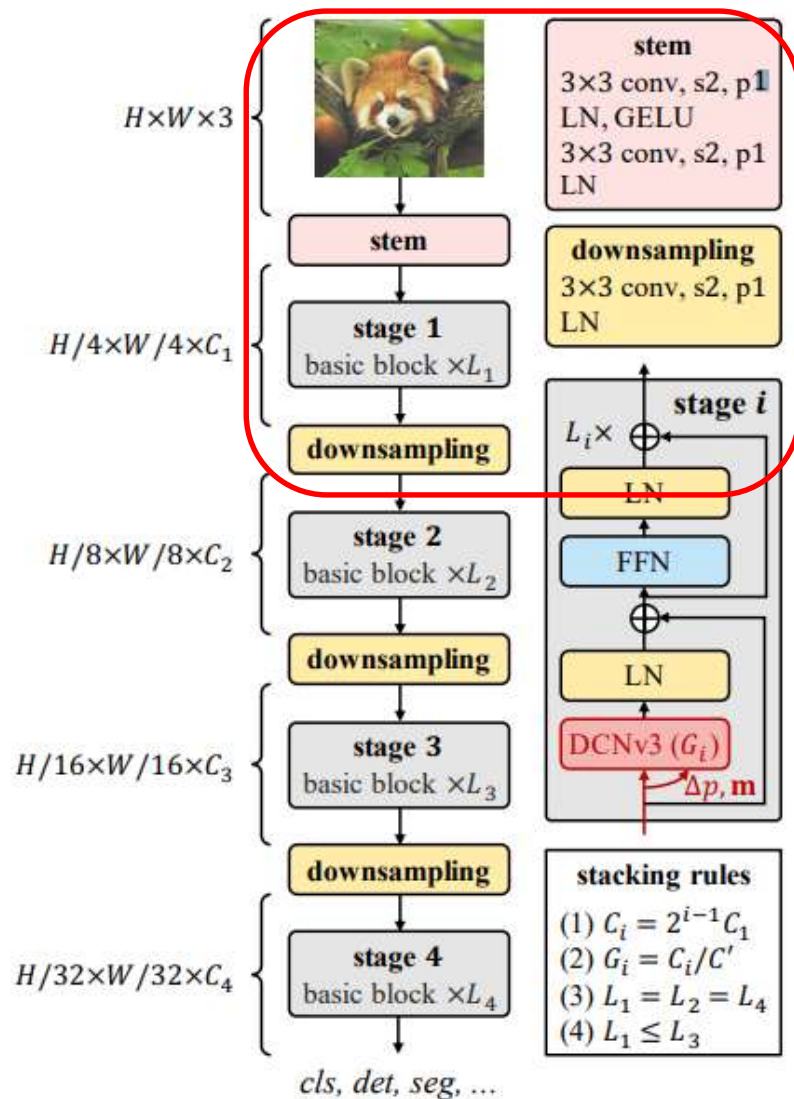 H×W×3
stem
H/4×W/4×C₁
stage 1
basic block ×L₁
downsampling
H/8×W/8×C₂
stage 2
basic block ×L₂
downsampling
H/16×W/16×C₃
stage 3
basic block ×L₃
downsampling
H/32×W/32×C₄
stage 4
basic block ×L₄
cls, det, seg, ...
stem
3×3 conv, s2, p1
LN, GELU
3×3 conv, s2, p1
LN
downsampling
3×3 conv, s2, p1
LN
stage i
Lᵢ×
LN
FFN
LN
DCNv3 (Gᵢ)
Δp, m
stacking rules
(1) Cᵢ = 2ⁱ⁻¹C₁
(2) Gᵢ = Cᵢ/C′
(3) L₁ = L₂ = L₄
(4) L₁ ≤ L₃